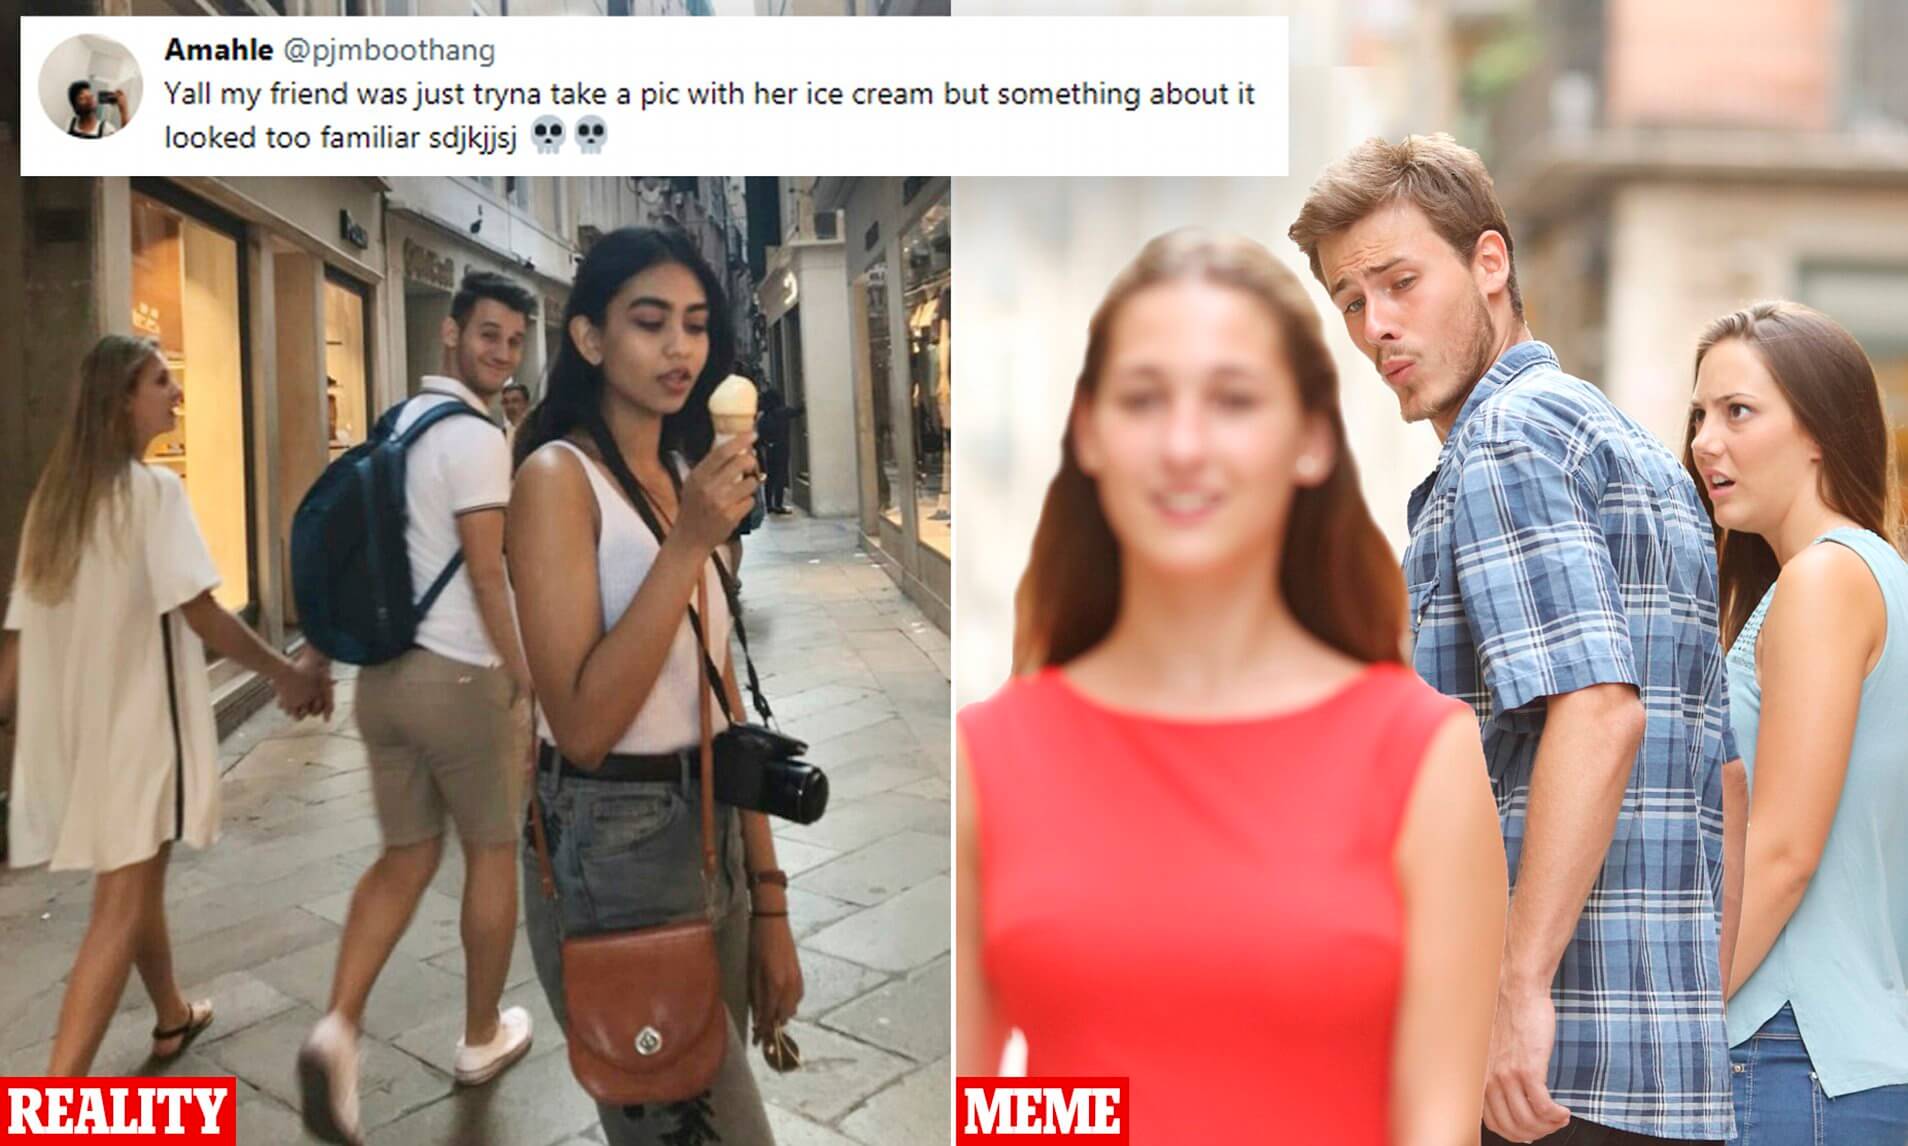 Amahle @pjmboothang
Yall my friend was just tryna take a pic with her ice cream but something about it
looked too familiar sdjkjjsj 💀💀
REALITY
MEME